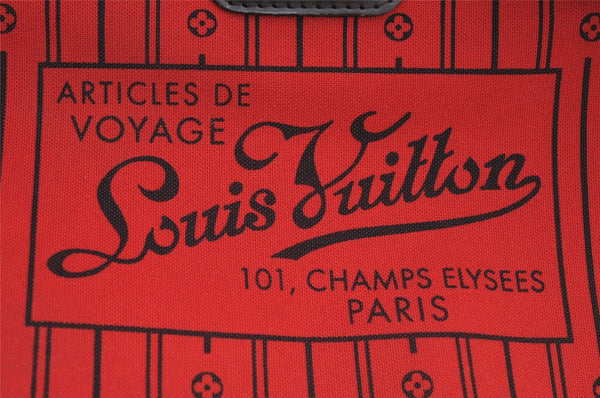 ARTICLES DE
VOYAGE
Louis Vuitton
101, CHAMPS ELYSEES
PARIS